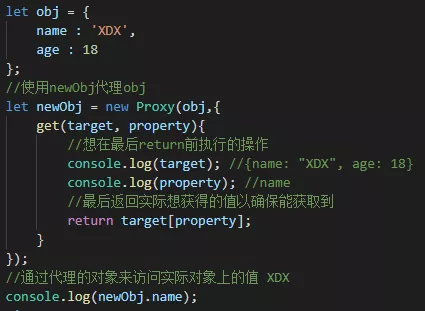 let obj = {
    name : 'XDX',
    age : 18
};
//使用newObj代理obj
let newObj = new Proxy(obj,{
    get(target, property){
        //想在最后return前执行的操作
        console.log(target); //{name: "XDX", age: 18}
        console.log(property); //name
        //最后返回实际想获得的值以确保能获取到
        return target[property];
    }
});
//通过代理的对象来访问实际对象上的值 XDX
console.log(newObj.name);